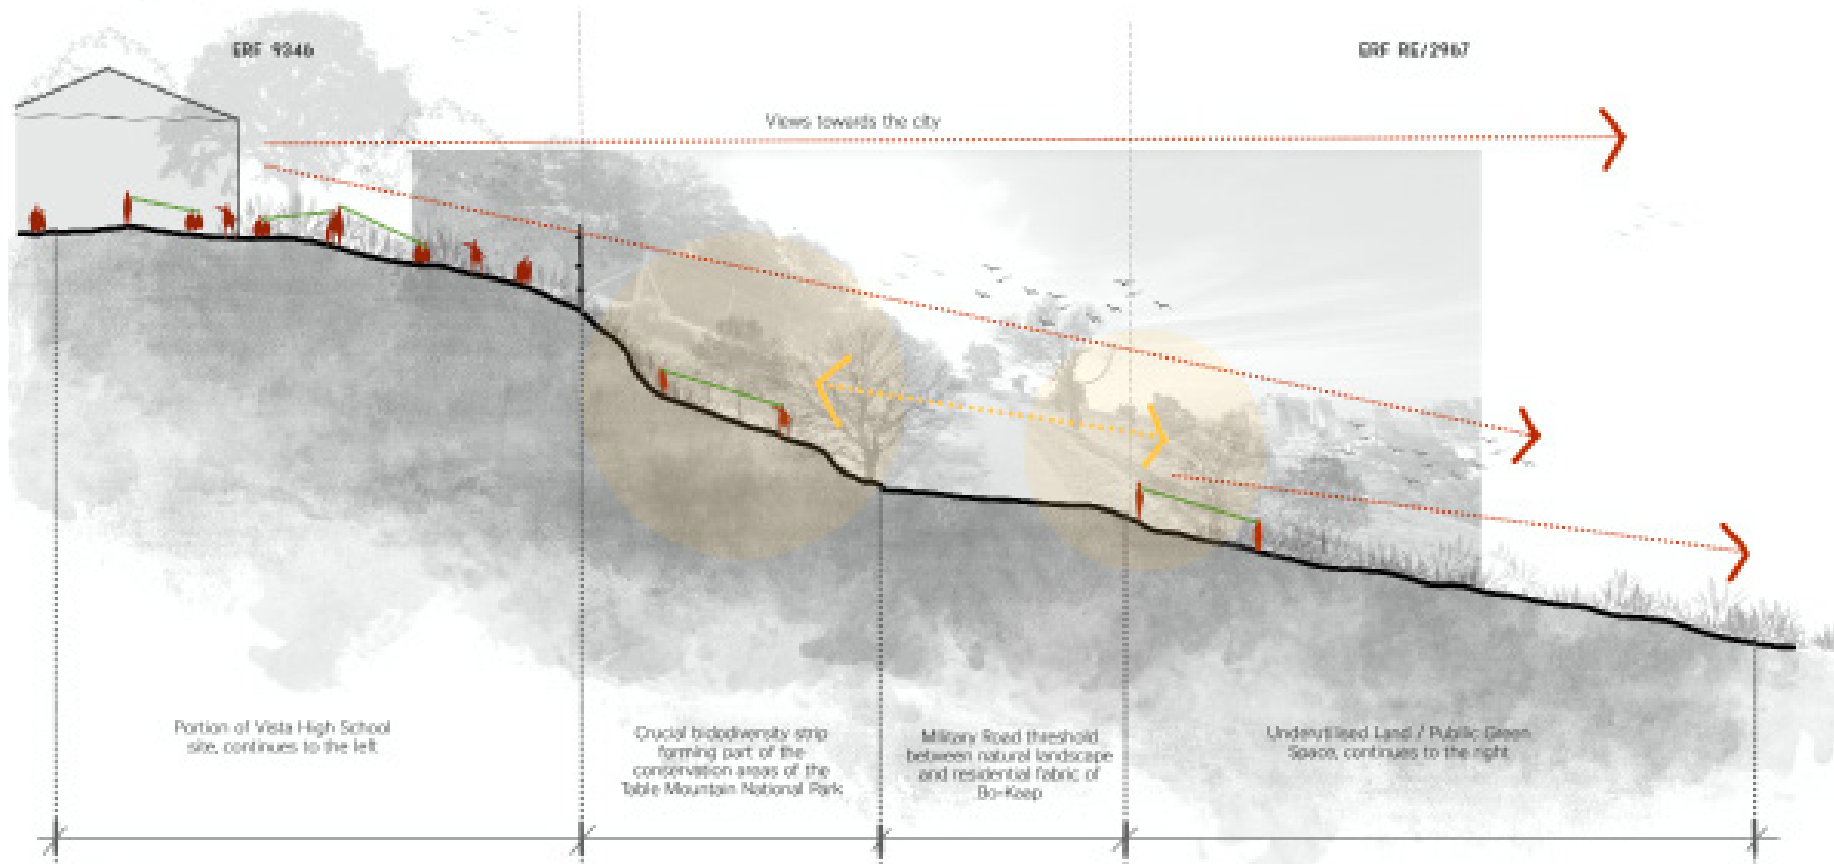 ERF 9346
ERF RE/2967
Views towards the city
Portion of Vista High School
site, continues to the left
Crucial bidodiversity strip
forming part of the
conservation areas of the
Table Mountain National Park
Military Road threshold
between natural landscape
and residential fabric of
Bo-Kaap
Underutilised Land / Public Green
Space, continues to the right